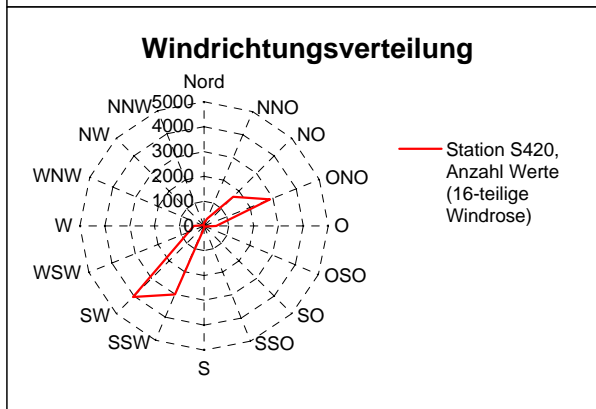 Windrichtungsverteilung
Nord
NNW
5000
NNO
NW
4000
NO
3000
WNW
2000
ONO
1000
W
0
O
WSW
OSO
SW
SO
SSW
SSO
S
Station S420,
Anzahl Werte
(16-teilige
Windrose)